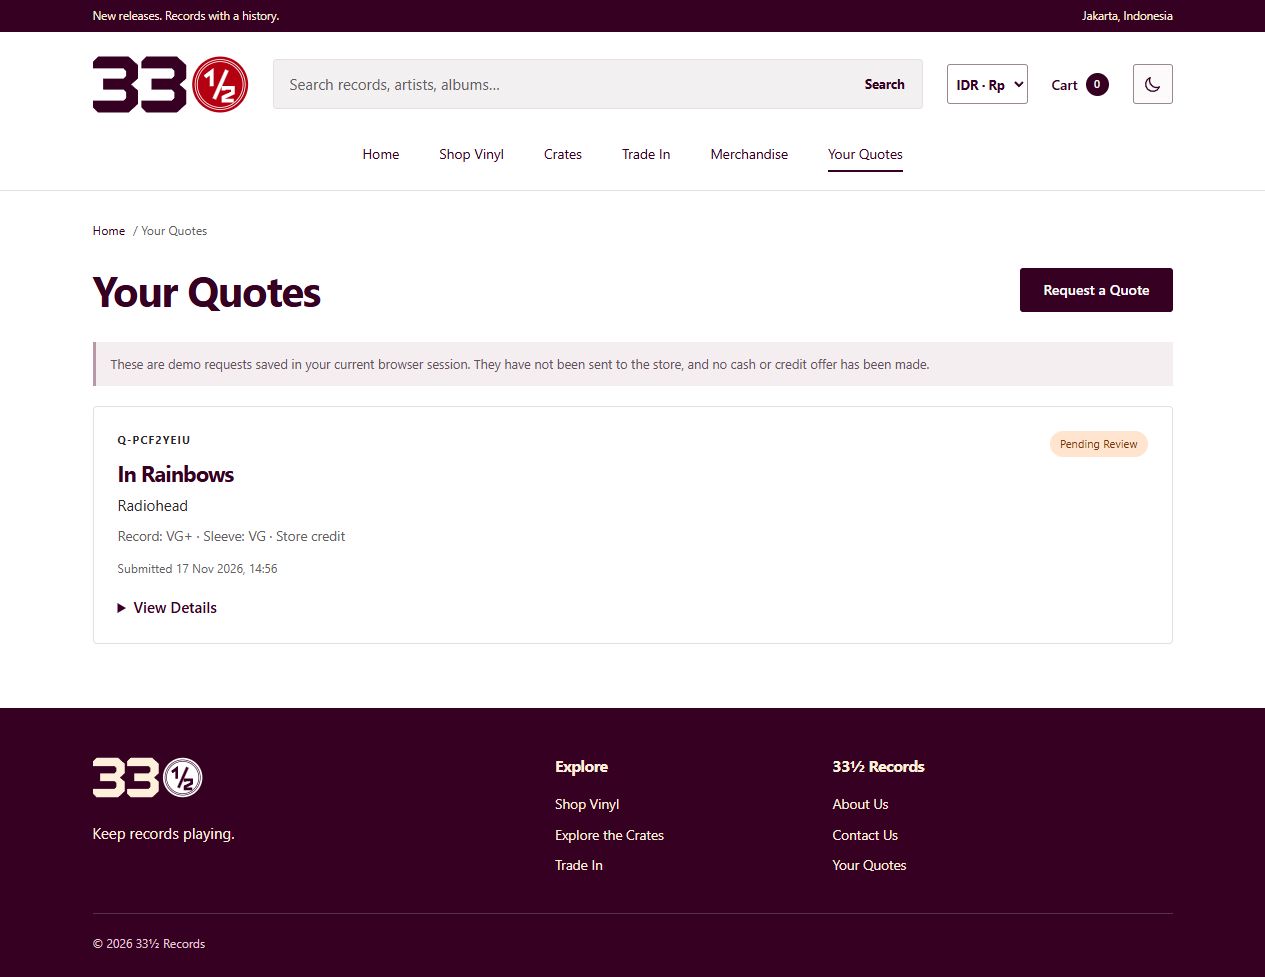 New releases. Records with a history.
Jakarta, Indonesia
33 1/2
Search records, artists, albums...
Search
IDR · Rp
Cart 0
Home
Shop Vinyl
Crates
Trade In
Merchandise
Your Quotes
Home / Your Quotes
Your Quotes
Request a Quote
These are demo requests saved in your current browser session. They have not been sent to the store, and no cash or credit offer has been made.
Q-PCF2YEIU
Pending Review
In Rainbows
Radiohead
Record: VG+ · Sleeve: VG · Store credit
Submitted 17 Nov 2026, 14:56
View Details
33 1/2
Keep records playing.
Explore
Shop Vinyl
Explore the Crates
Trade In
33½ Records
About Us
Contact Us
Your Quotes
© 2026 33½ Records